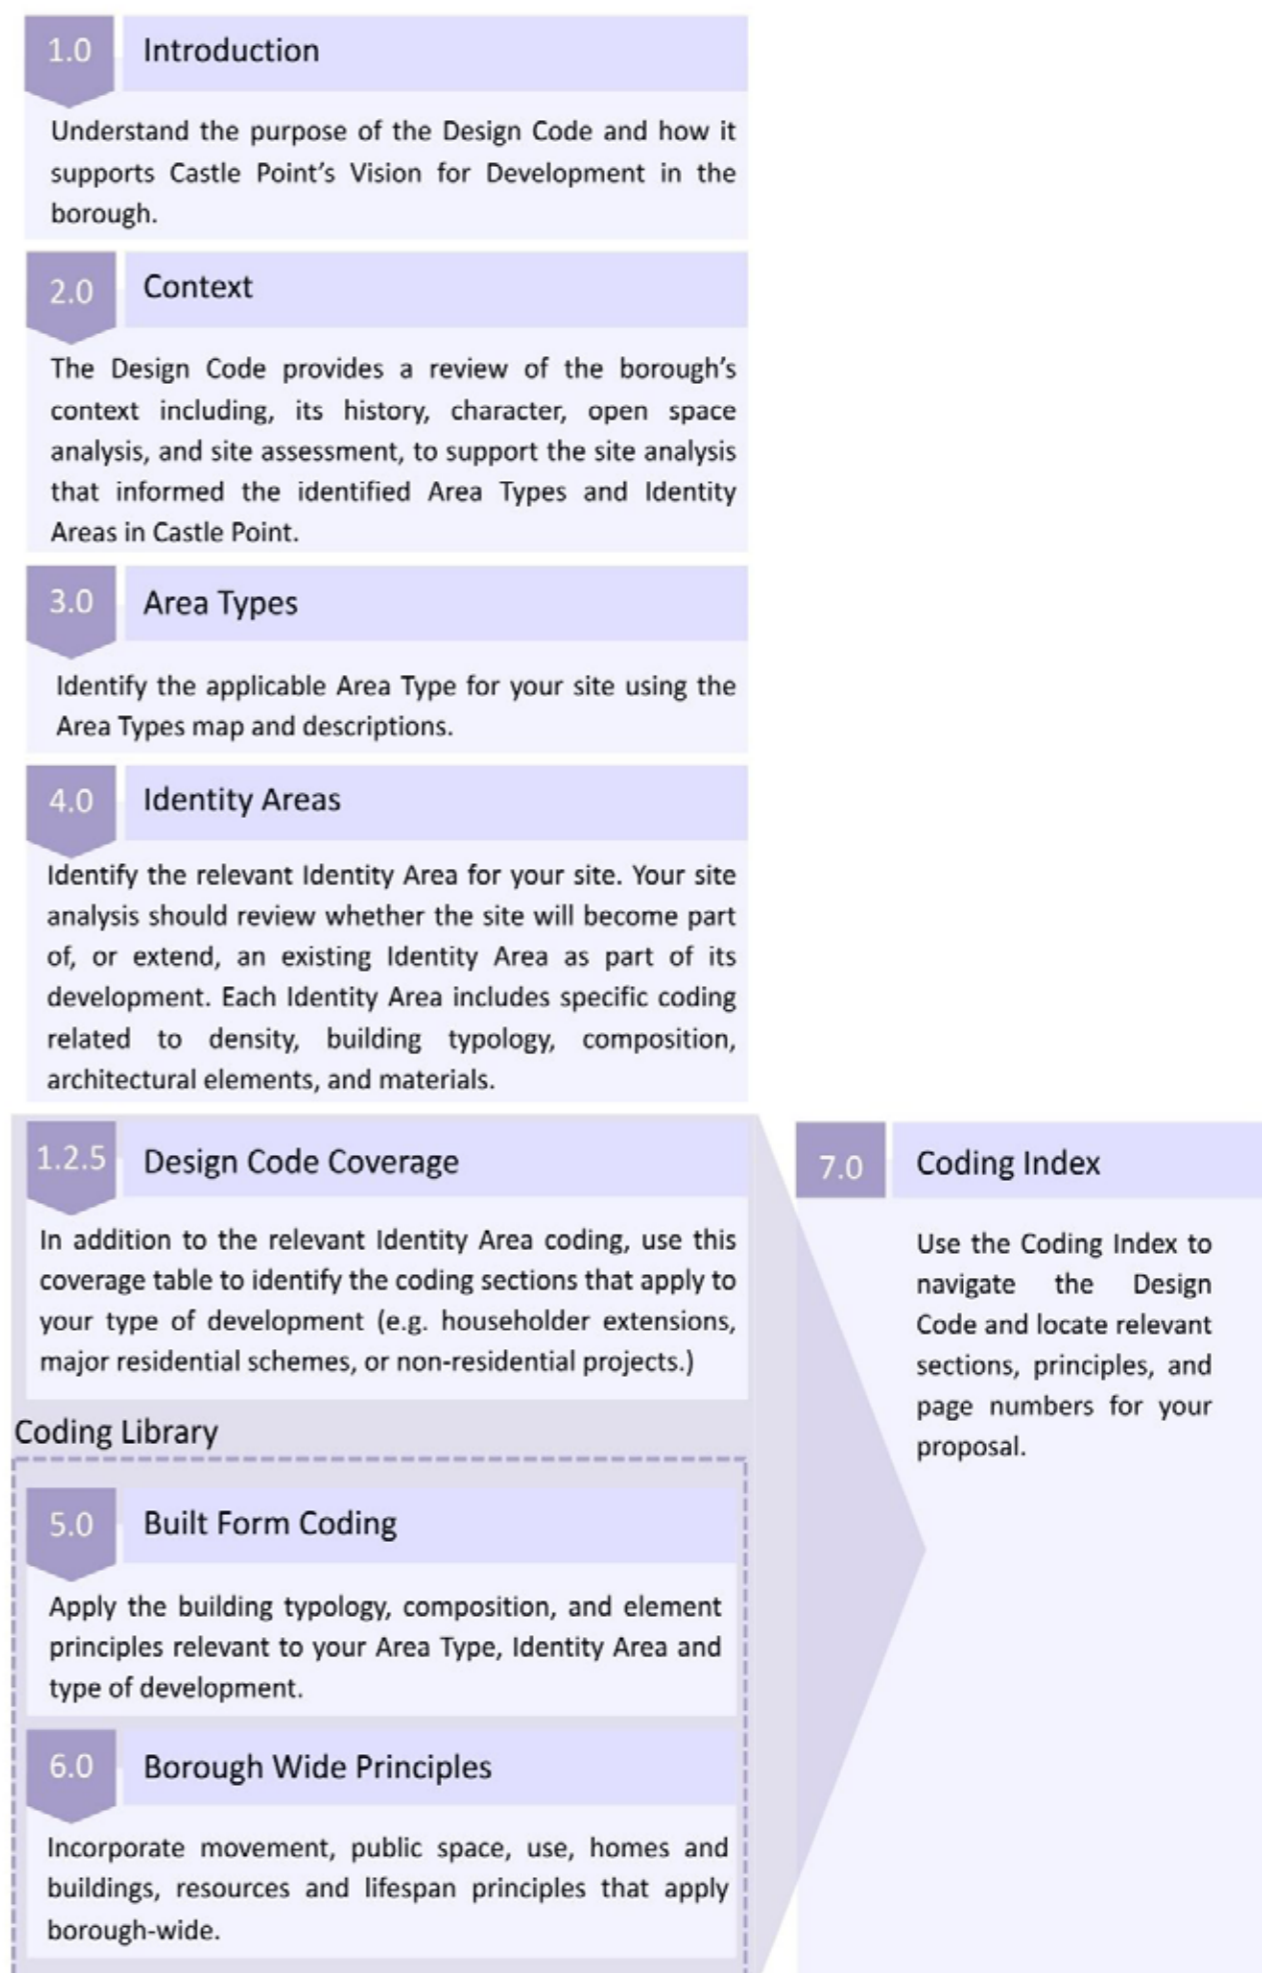 1.0 Introduction
Understand the purpose of the Design Code and how it
supports Castle Point’s Vision for Development in the
borough.
2.0 Context
The Design Code provides a review of the borough’s
context including, its history, character, open space
analysis, and site assessment, to support the site analysis
that informed the identified Area Types and Identity
Areas in Castle Point.
3.0 Area Types
Identify the applicable Area Type for your site using the
Area Types map and descriptions.
4.0 Identity Areas
Identify the relevant Identity Area for your site. Your site
analysis should review whether the site will become part
of, or extend, an existing Identity Area as part of its
development. Each Identity Area includes specific coding
related to density, building typology, composition,
architectural elements, and materials.
1.2.5 Design Code Coverage
In addition to the relevant Identity Area coding, use this
coverage table to identify the coding sections that apply to
your type of development (e.g. householder extensions,
major residential schemes, or non-residential projects.)
Coding Library
5.0 Built Form Coding
Apply the building typology, composition, and element
principles relevant to your Area Type, Identity Area and
type of development.
6.0 Borough Wide Principles
Incorporate movement, public space, use, homes and
buildings, resources and lifespan principles that apply
borough-wide.
7.0 Coding Index
Use the Coding Index to
navigate the Design
Code and locate relevant
sections, principles, and
page numbers for your
proposal.